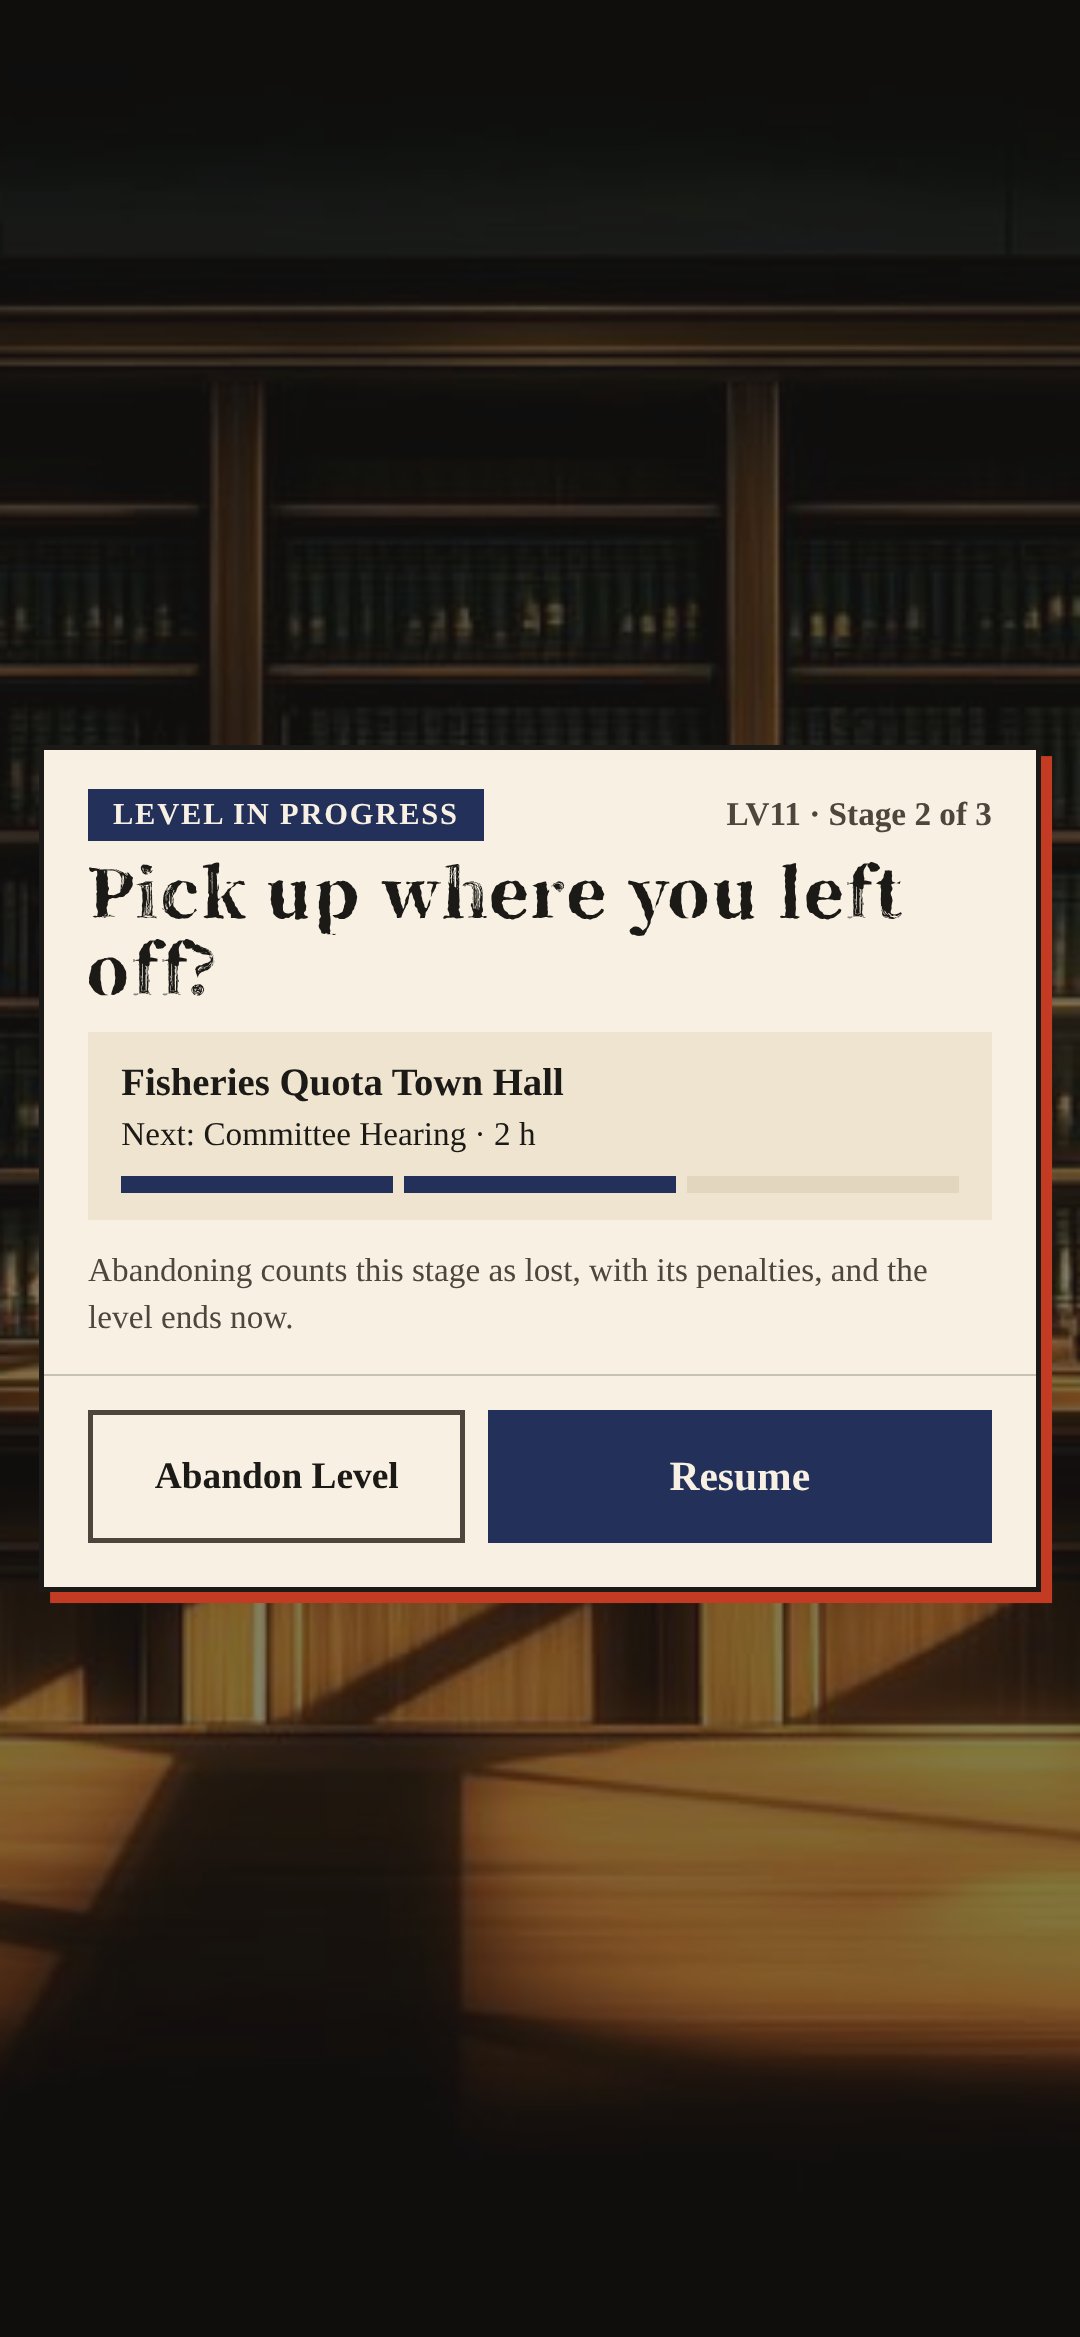 LEVEL IN PROGRESS
LV11 · Stage 2 of 3
Pick up where you left
off?
Fisheries Quota Town Hall
Next: Committee Hearing · 2 h
Abandoning counts this stage as lost, with its penalties, and the
level ends now.
Abandon Level
Resume